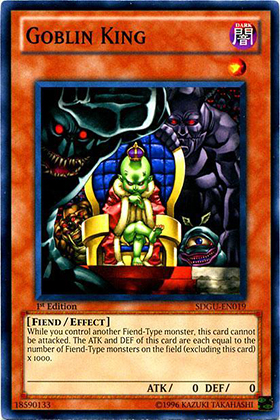 GOBLIN KING
DARK
闇
1st Edition
SDGU-EN019
[FIEND / EFFECT]
If you control another Fiend-Type monster, this card cannot
be attacked. The ATK and DEF of this card are each equal to the
number of Fiend-Type monsters on the field (excluding this card)
x 1000.
ATK/ 0 DEF/ 0
18590133
©1996 KAZUKI TAKAHASHI